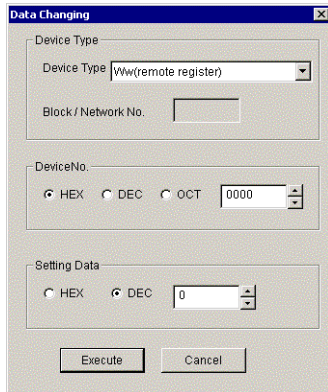 Data Changing
Device Type
Device Type Ww(remote register)
Block / Network No.
DeviceNo.
HEX DEC OCT 0000
Setting Data
HEX DEC 0
Execute Cancel